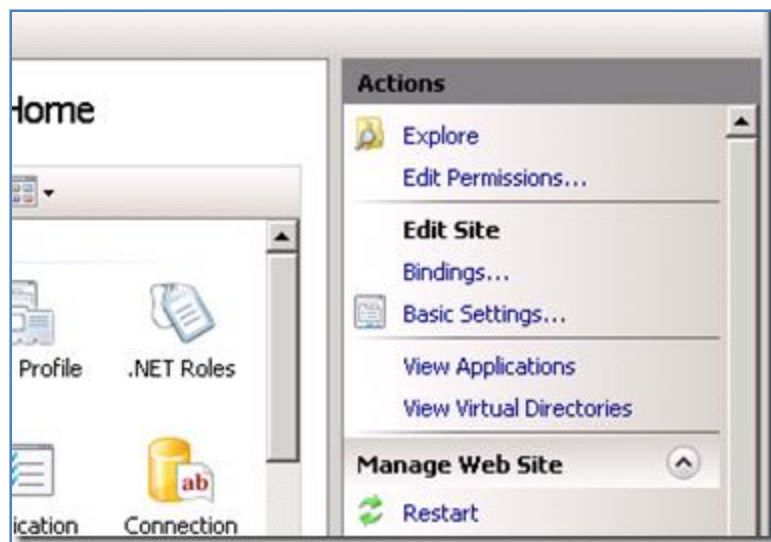 Home
Profile
.NET Roles
ab
ication
Connection
Actions
Explore
Edit Permissions...
Edit Site
Bindings...
Basic Settings...
View Applications
View Virtual Directories
Manage Web Site
Restart